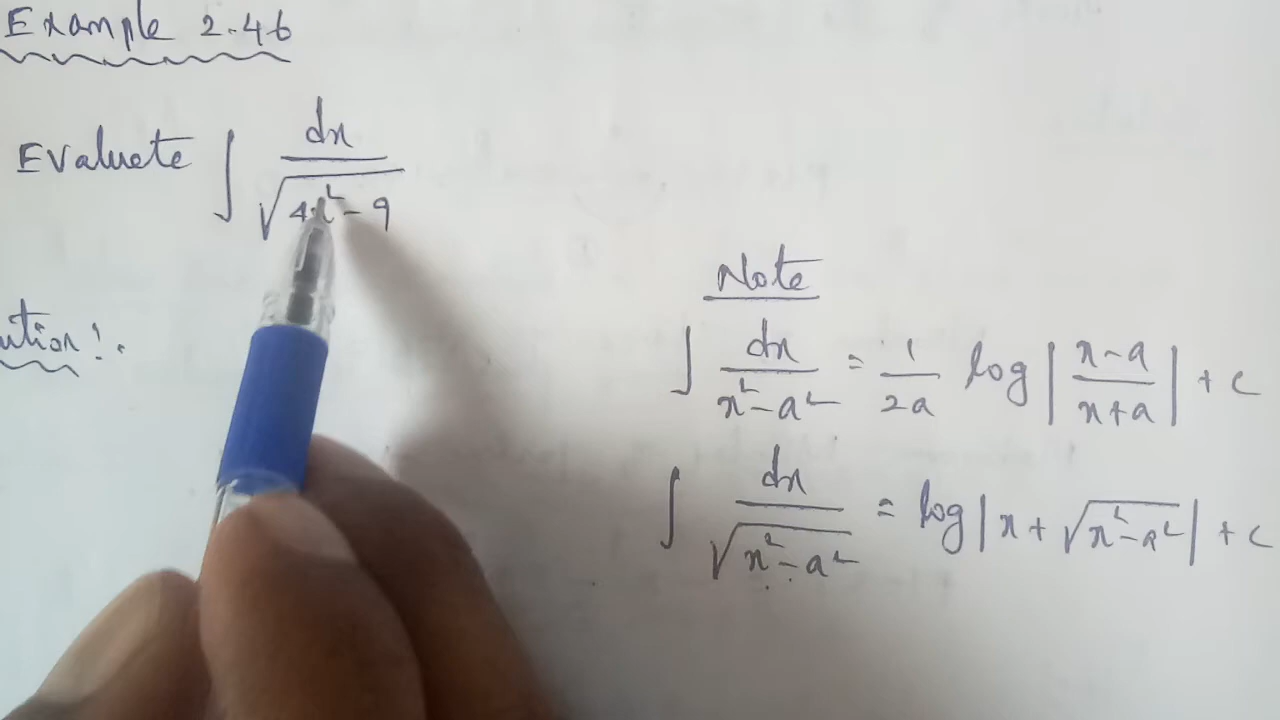 Example 2.46
Evaluate ∫ dx / √(4x² - 9)
ution:.
Note
∫ dx / (x² - a²) = 1/2a log |(x - a)/(x + a)| + c
∫ dx / √(x² - a²) = log |x + √(x² - a²)| + c